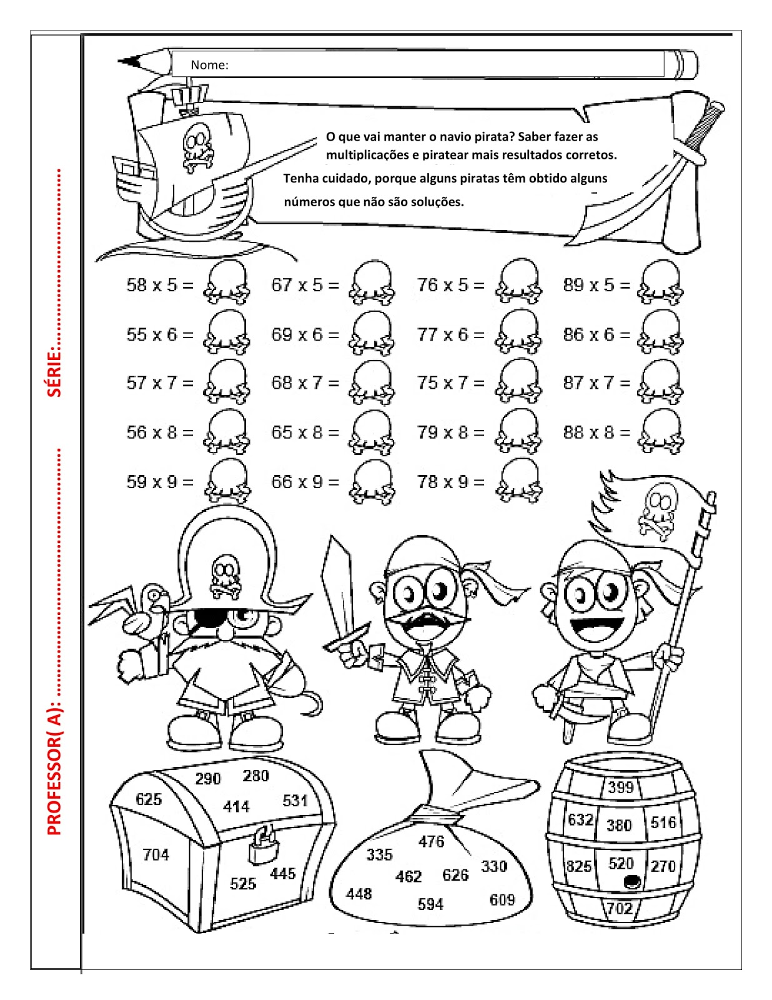 Nome:
O que vai manter o navio pirata? Saber fazer as
multiplicações e piratear mais resultados corretos.
Tenha cuidado, porque alguns piratas têm obtido alguns
números que não são soluções.
58 x 5 = 67 x 5 = 76 x 5 = 89 x 5 =
55 x 6 = 69 x 6 = 77 x 6 = 86 x 6 =
57 x 7 = 68 x 7 = 75 x 7 = 87 x 7 =
56 x 8 = 65 x 8 = 79 x 8 = 88 x 8 =
59 x 9 = 66 x 9 = 78 x 9 =
290 280
625 414 531
704
525 445
476
335 330
462 626
448 594 609
399
632 380 516
825 520 270
702
PROFESSOR( A): ............................................................ SÉRIE:............................................